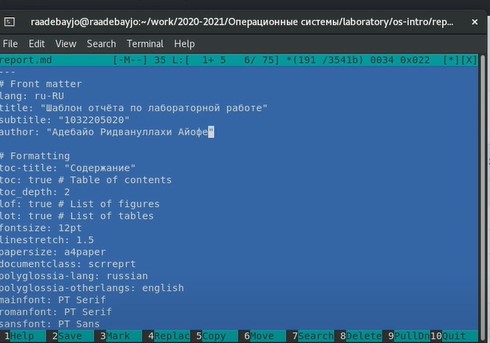 raadebayjo@raadebayjo:~/work/2020-2021/Операционные системы/laboratory/os-intro/rep...
File Edit View Search Terminal Help
report.md [-M--] 35 L:[ 1+ 5 6/ 75] *(191 /3541b) 0034 0x022 [*][X]
---
# Front matter
lang: ru-RU
title: "Шаблон отчёта по лабораторной работе"
subtitle: "1032205020"
author: "Адебайо Ридвануллахи Айофе"
# Formatting
toc-title: "Содержание"
toc: true # Table of contents
toc_depth: 2
lof: true # List of figures
lot: true # List of tables
fontsize: 12pt
linestretch: 1.5
papersize: a4paper
documentclass: scrreprt
polyglossia-lang: russian
polyglossia-otherlangs: english
mainfont: PT Serif
romanfont: PT Serif
sansfont: PT Sans
1Help 2Save 3Mark 4Replac 5Copy 6Move 7Search 8Delete 9PullDn 10Quit